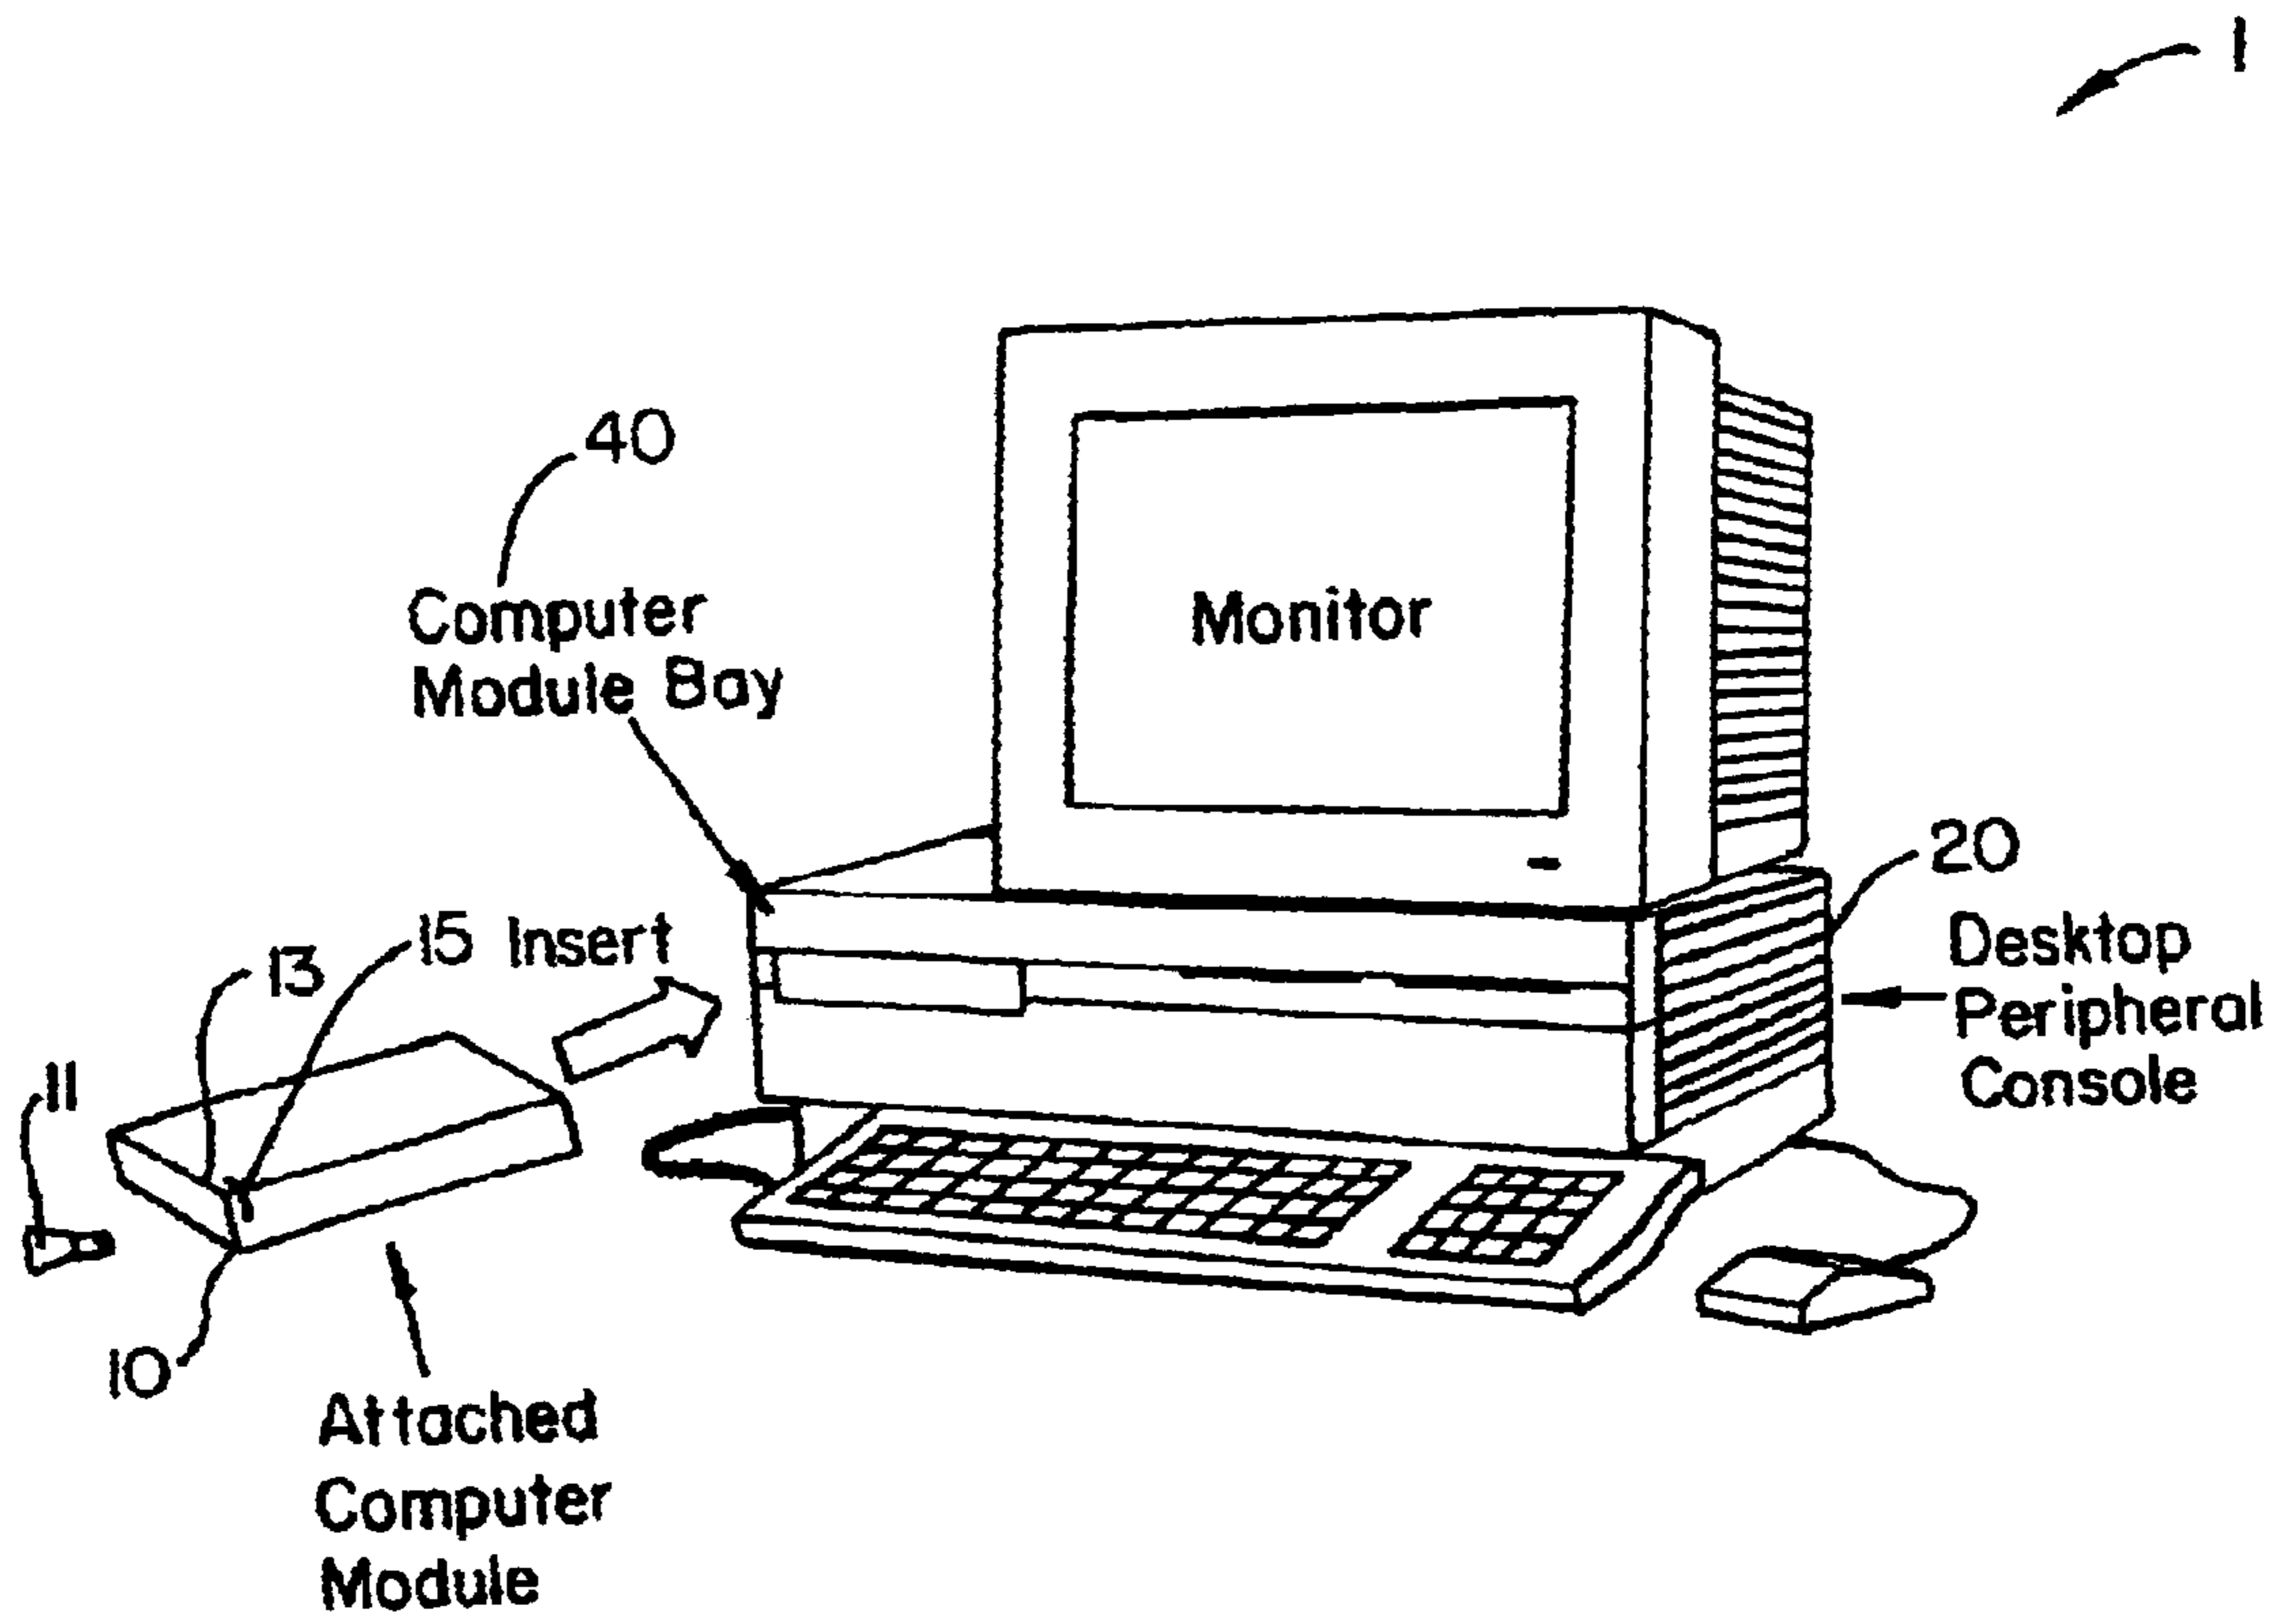 1
40
Computer
Module Bay
Monitor
20
Desktop
Peripheral
Console
15 Insert
13
11
10
Attached
Computer
Module